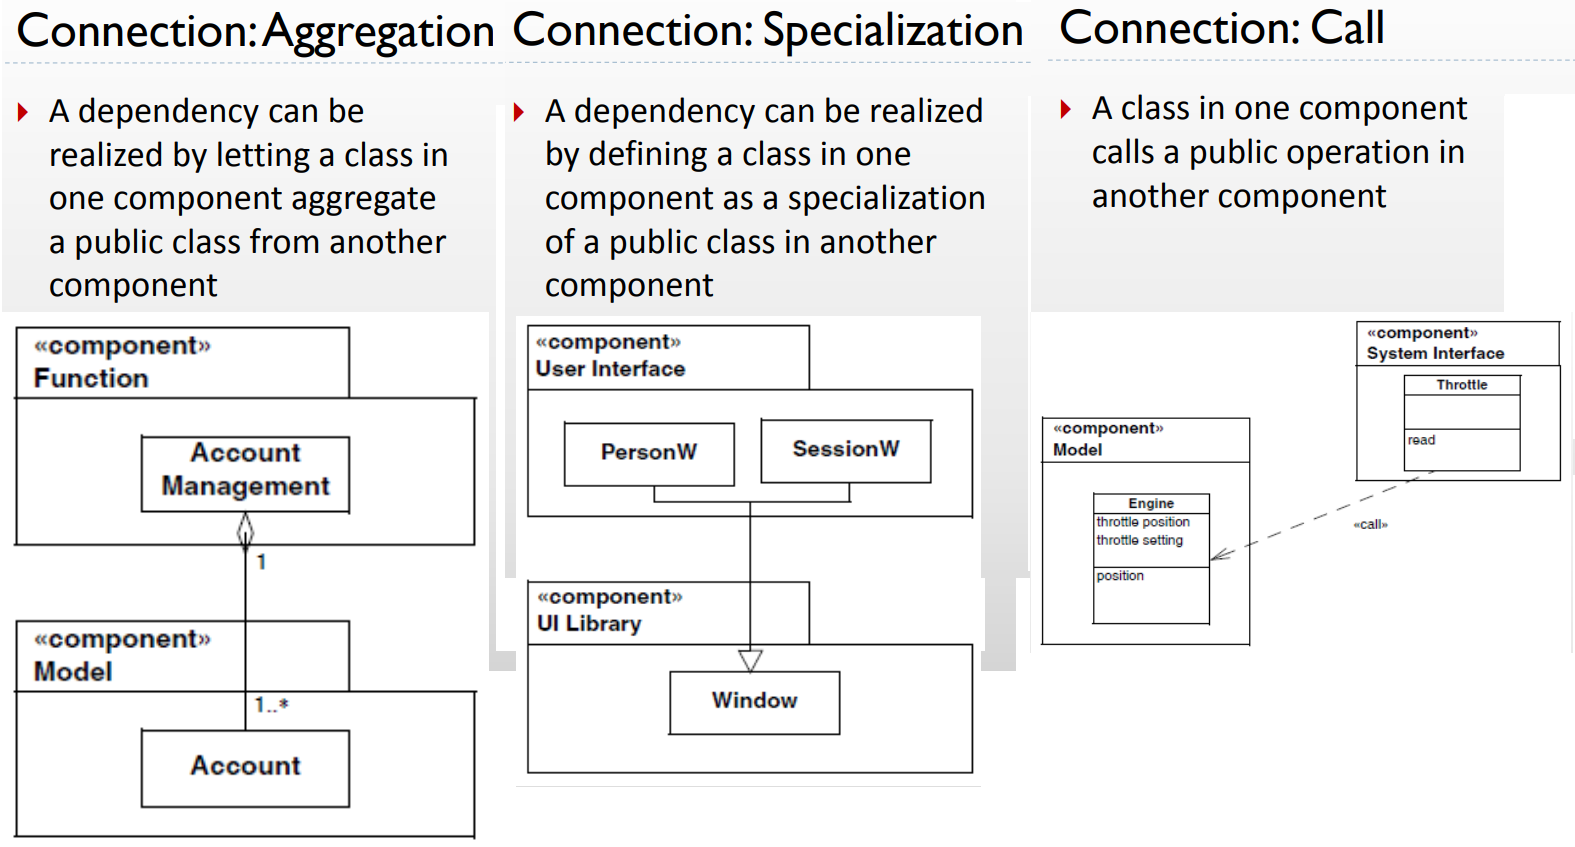 Connection: Aggregation
A dependency can be
realized by letting a class in
one component aggregate
a public class from another
component
«component»
Function
Account
Management
1
«component»
Model
1..*
Account
Connection: Specialization
A dependency can be realized
by defining a class in one
component as a specialization
of a public class in another
component
«component»
User Interface
PersonW
SessionW
«component»
UI Library
Window
Connection: Call
A class in one component
calls a public operation in
another component
«component»
System Interface
Throttle
read
«component»
Model
Engine
throttle position
throttle setting
position
«call»